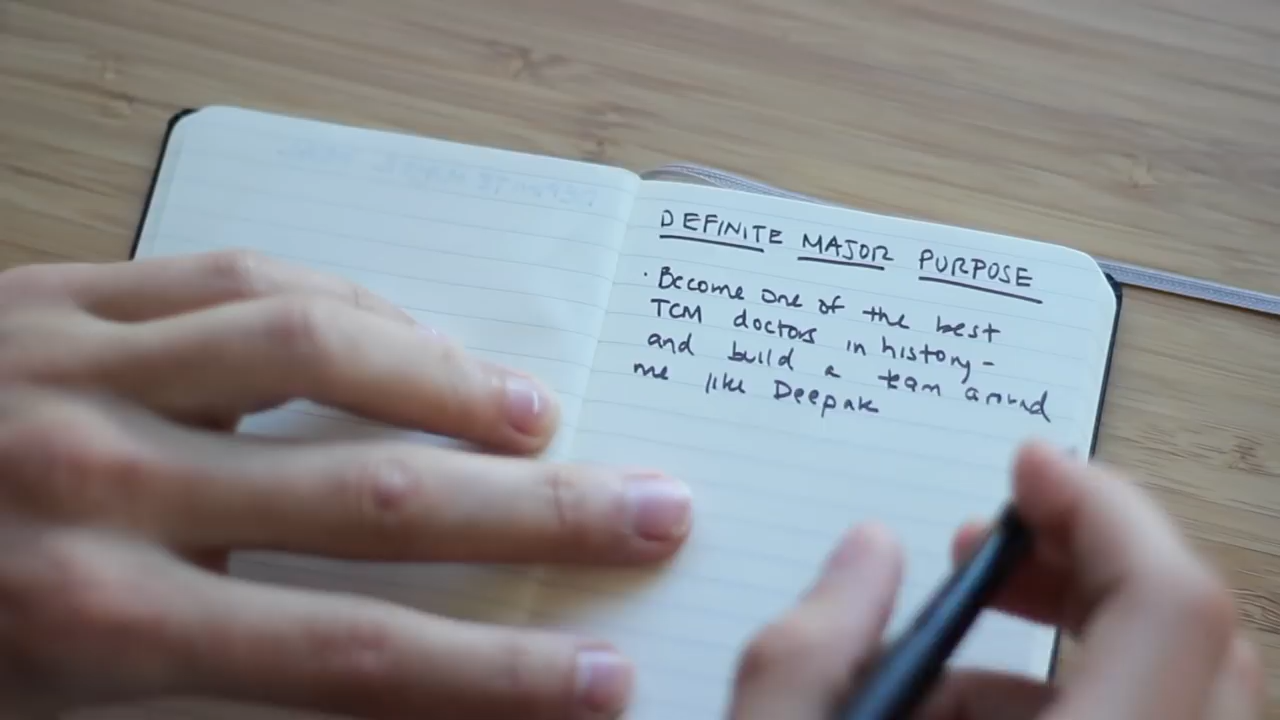 DEFINITE MAJOR PURPOSE
· Become one of the best
TCM doctors in history -
and build a team around
me like Deepak